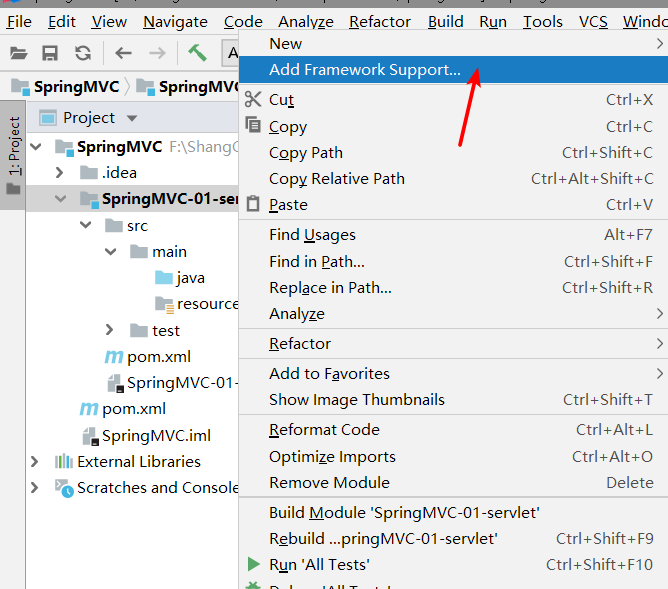 File Edit View Navigate Code Analyze Refactor Build Run Tools VCS Windo
SpringMVC SpringMV
1: Project
Project
SpringMVC F:\Shang
.idea
SpringMVC-01-ser
src
main
java
resource
test
pom.xml
SpringMVC-01-
pom.xml
SpringMVC.iml
External Libraries
Scratches and Console
New
Add Framework Support...
Cut Ctrl+X
Copy Ctrl+C
Copy Path Ctrl+Shift+C
Copy Relative Path Ctrl+Alt+Shift+C
Paste Ctrl+V
Find Usages Alt+F7
Find in Path... Ctrl+Shift+F
Replace in Path... Ctrl+Shift+R
Analyze
Refactor
Add to Favorites
Show Image Thumbnails Ctrl+Shift+T
Reformat Code Ctrl+Alt+L
Optimize Imports Ctrl+Alt+O
Remove Module Delete
Build Module 'SpringMVC-01-servlet'
Rebuild ...pringMVC-01-servlet' Ctrl+Shift+F9
Run 'All Tests' Ctrl+Shift+F10